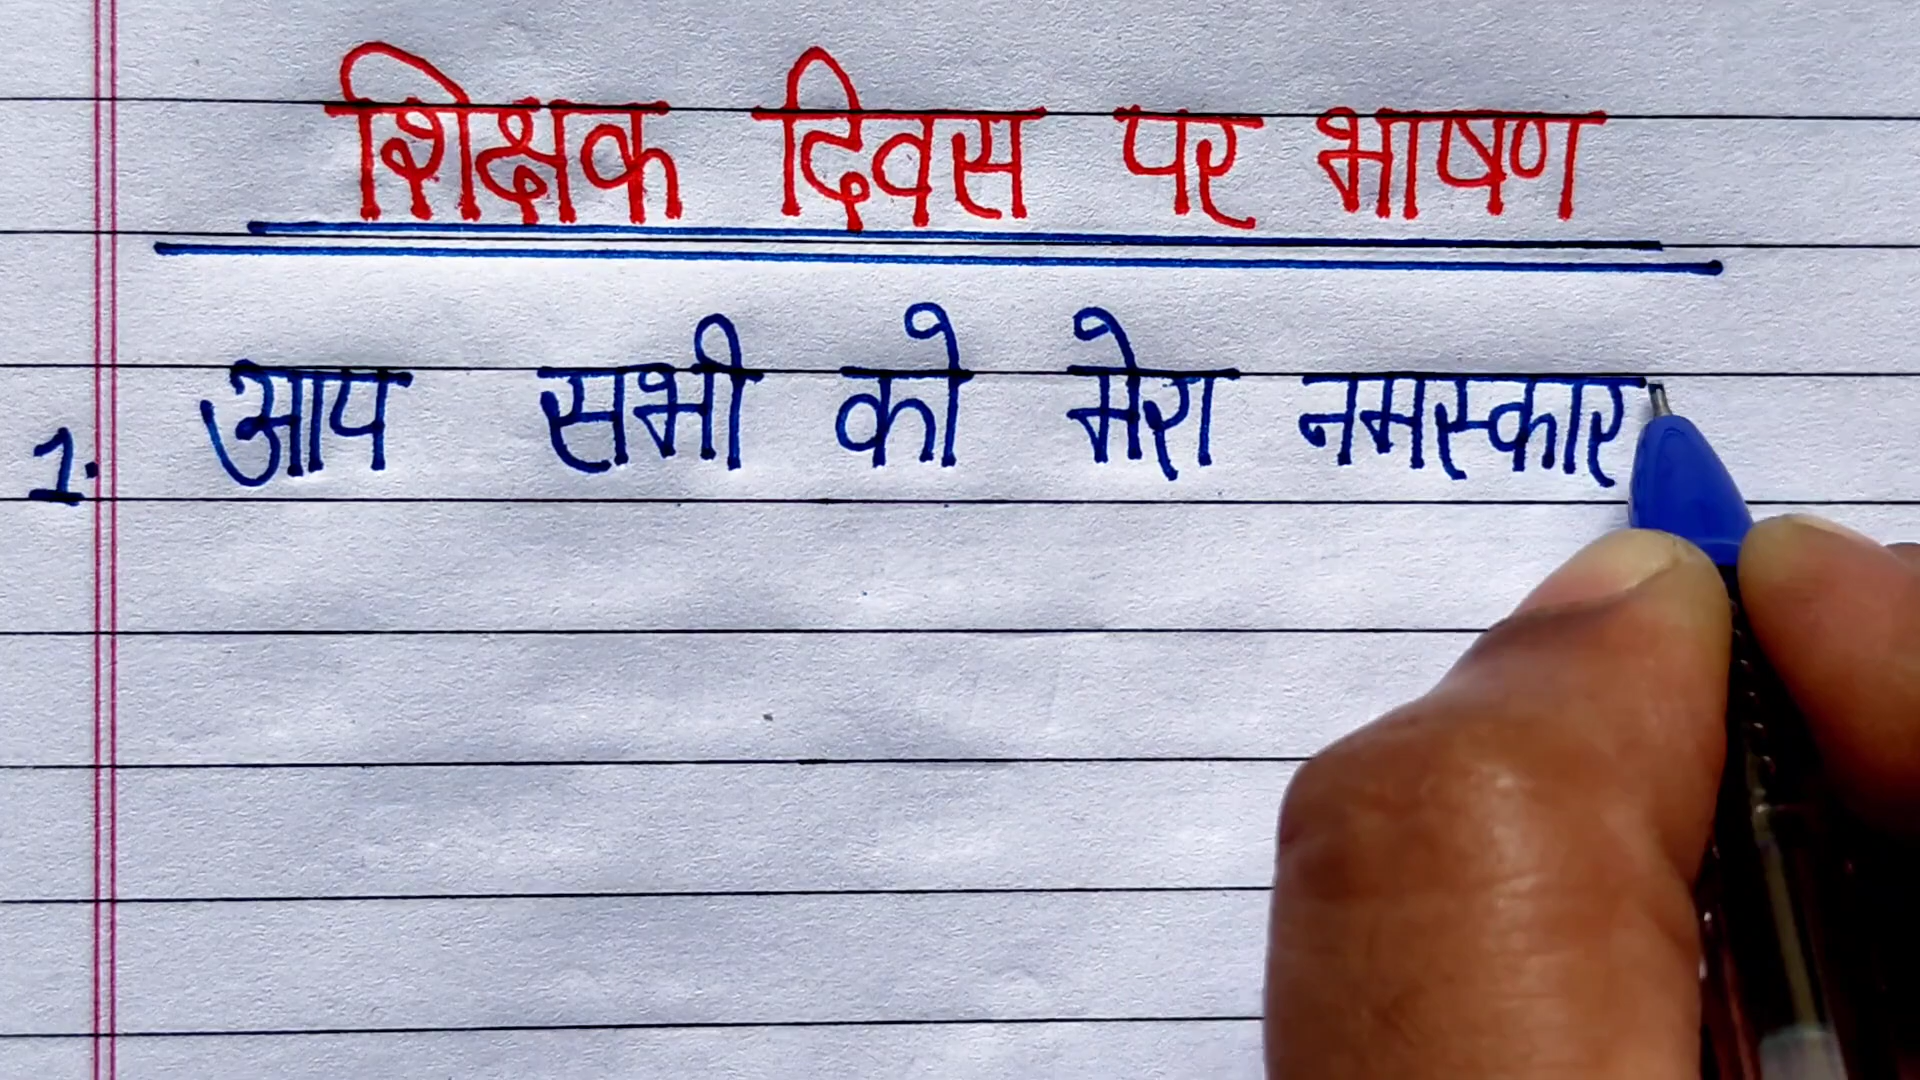 शिक्षक दिवस पर भाषण
1. आप सभी को मेरा नमस्कार